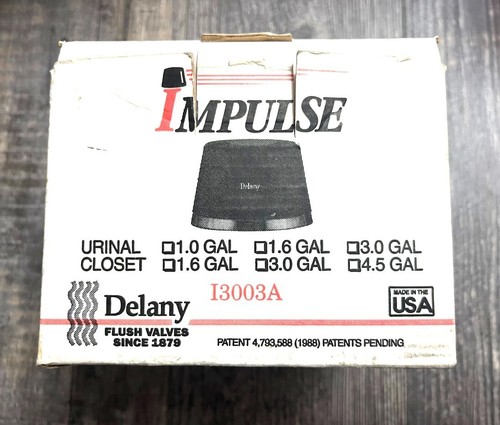 IMPULSE
Delany
URINAL ☐1.0 GAL ☐1.6 GAL ☐3.0 GAL
CLOSET ☐1.6 GAL ☐3.0 GAL ☐4.5 GAL
I3003A
Delany
FLUSH VALVES
SINCE 1879
MADE IN THE
USA
PATENT 4,793,588 (1988) PATENTS PENDING